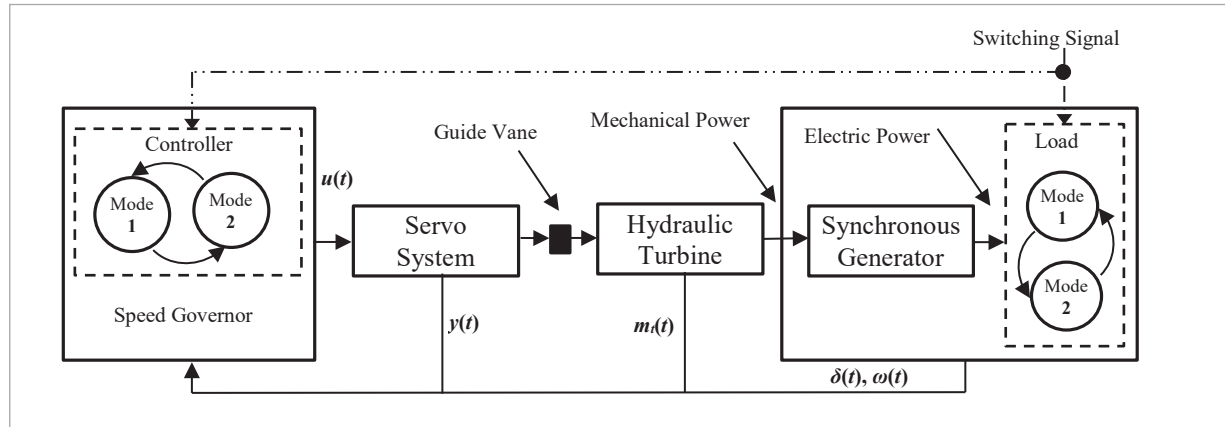 Switching Signal
Controller
Mode
1
Mode
2
Speed Governor
u(t)
Servo
System
y(t)
Guide Vane
Hydraulic
Turbine
mₜ(t)
Mechanical Power
Synchronous
Generator
Electric Power
Load
Mode
1
Mode
2
δ(t), ω(t)